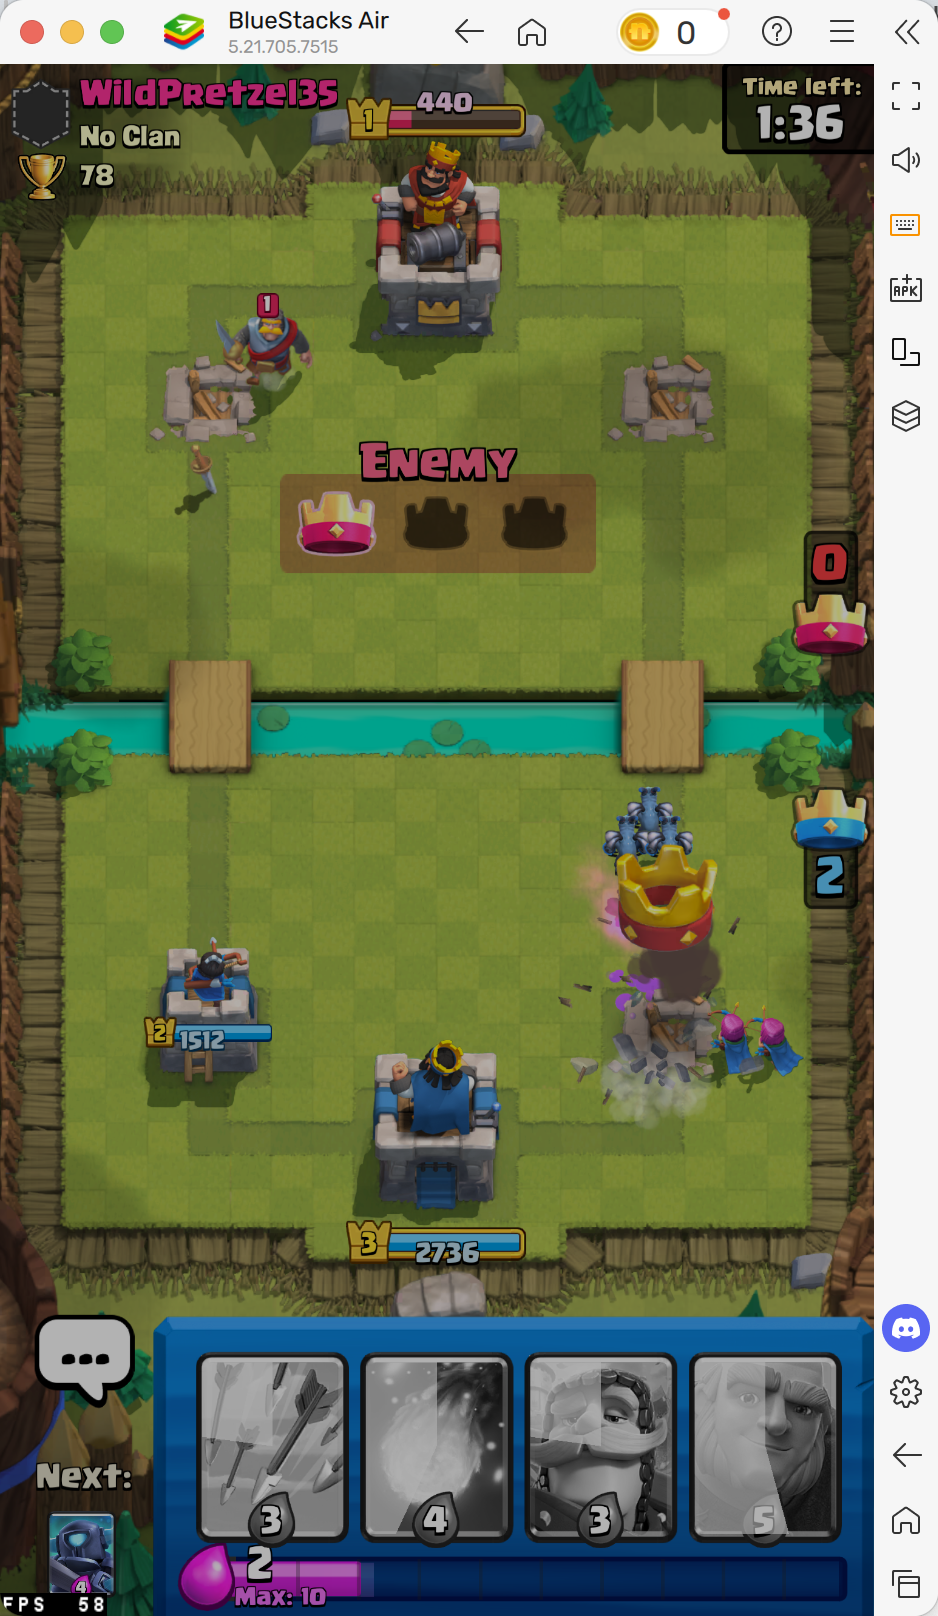 BlueStacks Air
5.21.705.7515
0
WildPretzel35
No Clan
78
440
1
Time left:
1:36
1
APK
Enemy
0
2
2
1512
3
2736
Next:
3
4
3
5
2
Max: 10
4
FPS 58